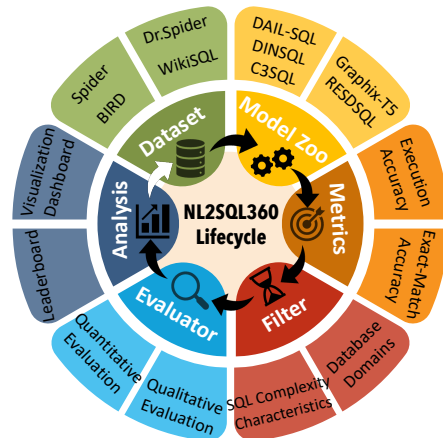 NL2SQL360
Lifecycle
Dataset
Spider
BIRD
Dr.Spider
WikiSQL
Model Zoo
DAIL-SQL
DINSQL
C3SQL
Graphix-T5
RESDSQL
Metrics
Execution
Accuracy
Exact-Match
Accuracy
Filter
Database
Domains
SQL Complexity
Characteristics
Evaluator
Qualitative
Evaluation
Quantitative
Evaluation
Analysis
Leaderboard
Visualization
Dashboard